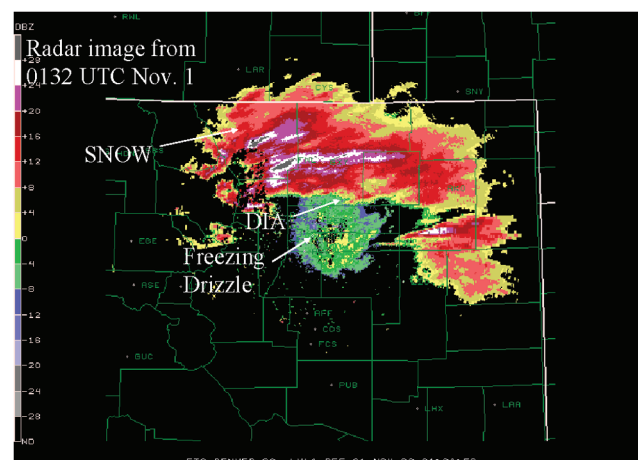 DBZ
RWL
Radar image from
0132 UTC Nov. 1
+28
+24
+20
+16
+12
+8
+4
0
-4
-8
-12
-16
-20
-24
-28
ND
LAR
CYS
SNY
SNOW
DIA
Freezing
Drizzle
EGE
ASE
AFF
COS
FCS
GUC
PUB
LHX
LAA